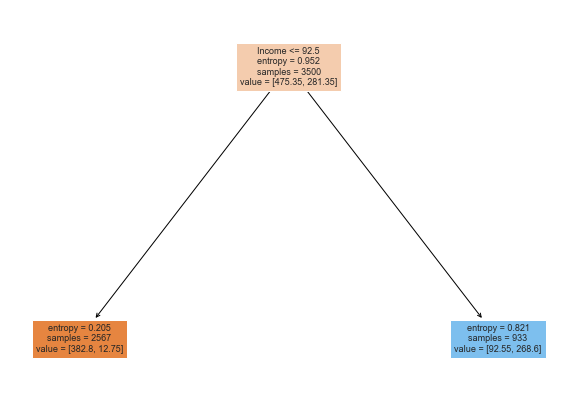 Income <= 92.5
entropy = 0.952
samples = 3500
value = [475.35, 281.35]
entropy = 0.205
samples = 2567
value = [382.8, 12.75]
entropy = 0.821
samples = 933
value = [92.55, 268.6]